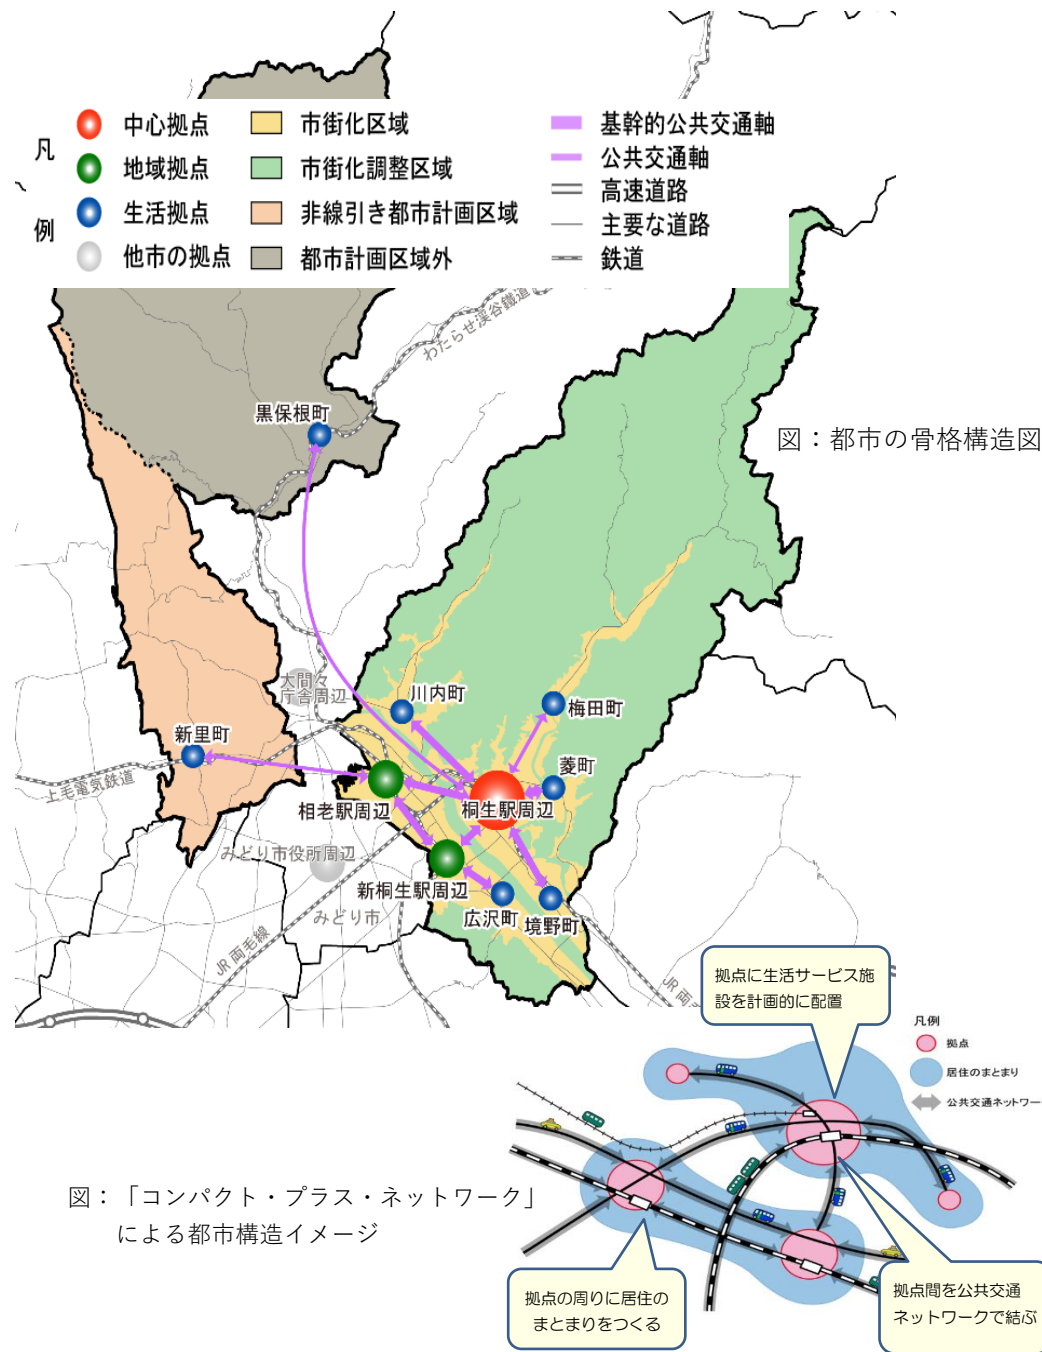 凡
例
中心拠点
地域拠点
生活拠点
他市の拠点
市街化区域
市街化調整区域
非線引き都市計画区域
都市計画区域外
基幹的公共交通軸
公共交通軸
高速道路
主要な道路
鉄道
わたらせ渓谷鐵道
黒保根町
図：都市の骨格構造図
大間々
庁舎周辺
川内町
梅田町
新里町
菱町
上毛電気鉄道
相老駅周辺
桐生駅周辺
みどり市役所周辺
新桐生駅周辺
みどり市
広沢町
境野町
JR 両毛線
JR 両
拠点に生活サービス施
設を計画的に配置
凡例
拠点
居住のまとまり
公共交通ネットワー
図：「コンパクト・プラス・ネットワーク」
による都市構造イメージ
拠点の周りに居住の
まとまりをつくる
拠点間を公共交通
ネットワークで結ぶ